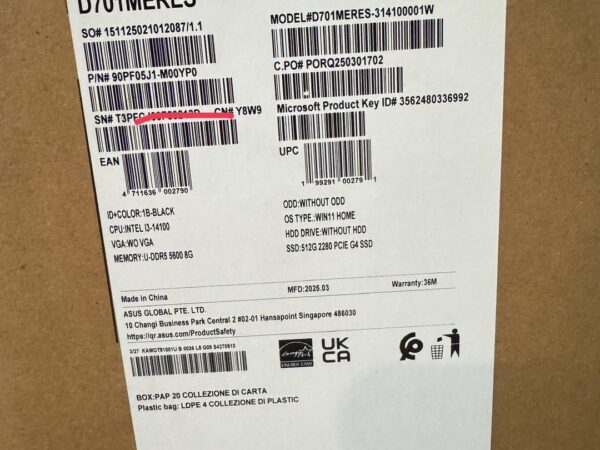 D701MERES
SO# 151125021012087/1.1
MODEL#D701MERES-314100001W
P/N# 90PF05J1-M00YP0
C.PO# PORQ250301702
SN# CN# Y8W9
Microsoft Product Key ID# 3562480336992
EAN
4 711636 002790
UPC
1 99291 00279 1
ID+COLOR:1B-BLACK
CPU:INTEL I3-14100
VGA:WO VGA
MEMORY:U-DDR5 5600 8G
ODD:WITHOUT ODD
OS TYPE.:WIN11 HOME
HDD DRIVE:WITHOUT HDD
SSD:512G 2280 PCIE G4 SSD
Made in China
MFD:2025.03
Warranty:36M
ASUS GLOBAL PTE. LTD.
10 Changi Business Park Central 2 #02-01 Hansapoint Singapore 486030
https://qr.asus.com/ProductSafety
ENERGY STAR
UK
CA
BOX:PAP 20 COLLEZIONE DI CARTA
Plastic bag: LDPE 4 COLLEZIONE DI PLASTIC